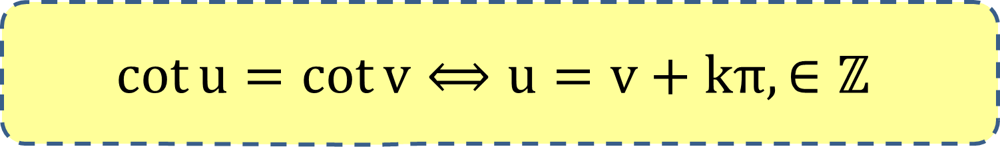 cot u = cot v ⟺ u = v + kπ,∈ ℤ